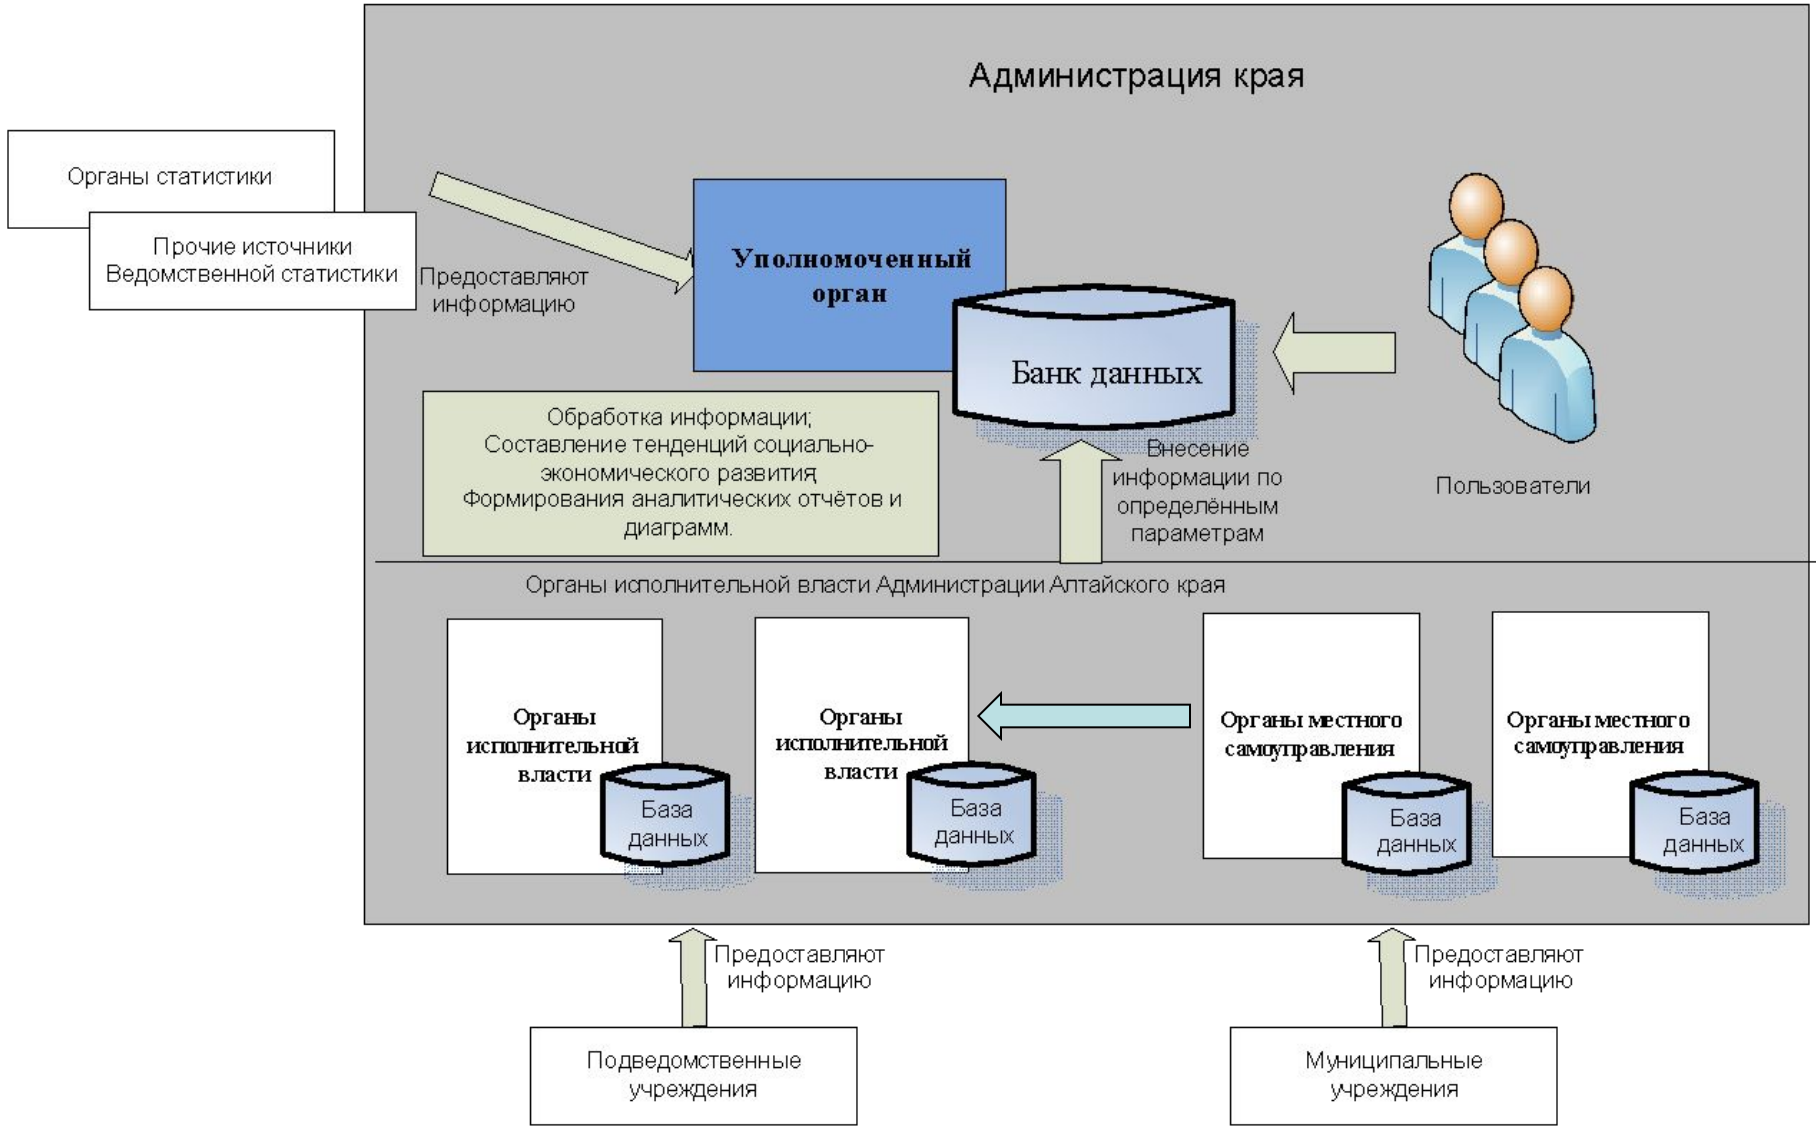 Администрация края
Органы статистики
Прочие источники
Ведомственной статистики
Предоставляют
информацию
Уполномоченный
орган
Банк данных
Пользователи
Обработка информации;
Составление тенденций социально-
экономического развития;
Формирования аналитических отчётов и
диаграмм.
Внесение
информации по
определённым
параметрам
Органы исполнительной власти Администрации Алтайского края
Органы
исполнительной
власти
База
данных
Органы
исполнительной
власти
База
данных
Органы местного
самоуправления
База
данных
Органы местного
самоуправления
База
данных
Предоставляют
информацию
Предоставляют
информацию
Подведомственные
учреждения
Муниципальные
учреждения